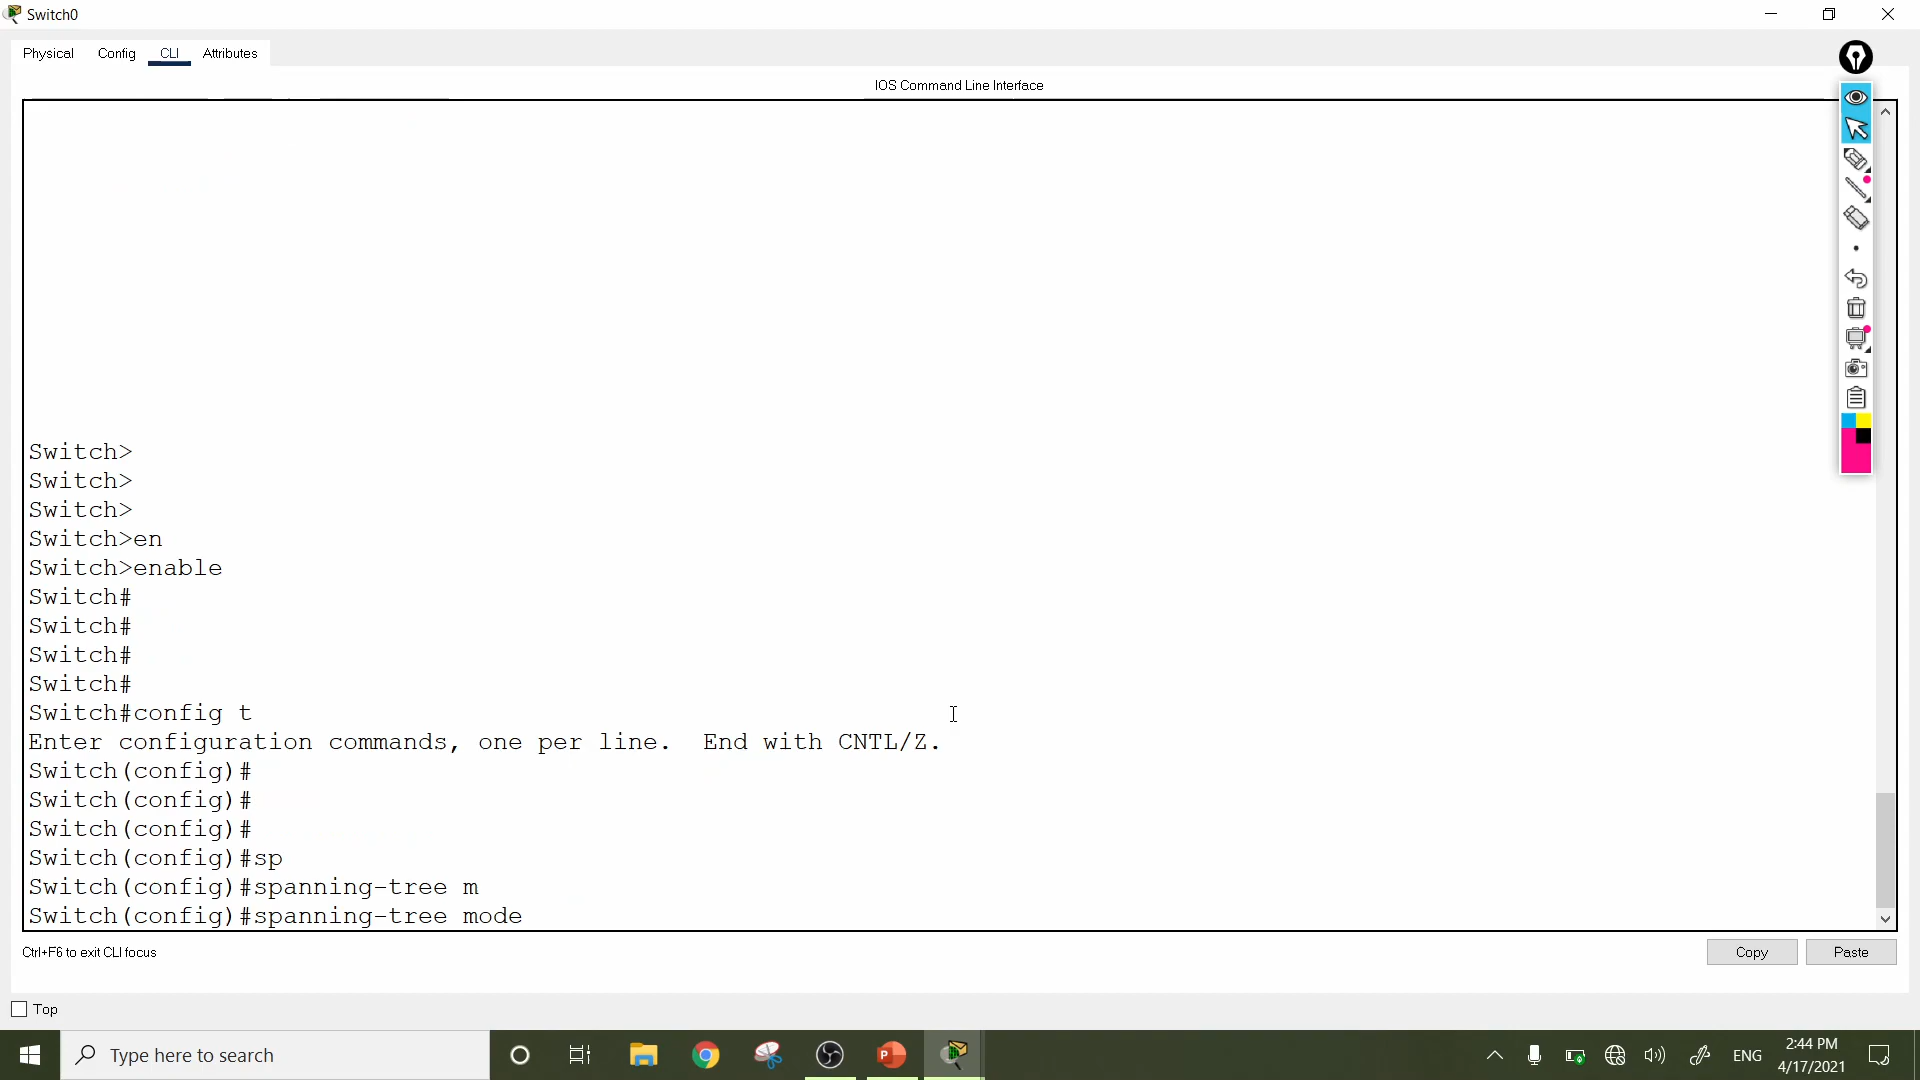 Switch0
Physical Config CLI Attributes
IOS Command Line Interface
Switch>
Switch>
Switch>
Switch>en
Switch>enable
Switch#
Switch#
Switch#
Switch#
Switch#config t
Enter configuration commands, one per line.  End with CNTL/Z.
Switch(config)#
Switch(config)#
Switch(config)#
Switch(config)#sp
Switch(config)#spanning-tree m
Switch(config)#spanning-tree mode
Ctrl+F6 to exit CLI focus
Copy Paste
Top
Type here to search
P
ENG
2:44 PM
4/17/2021